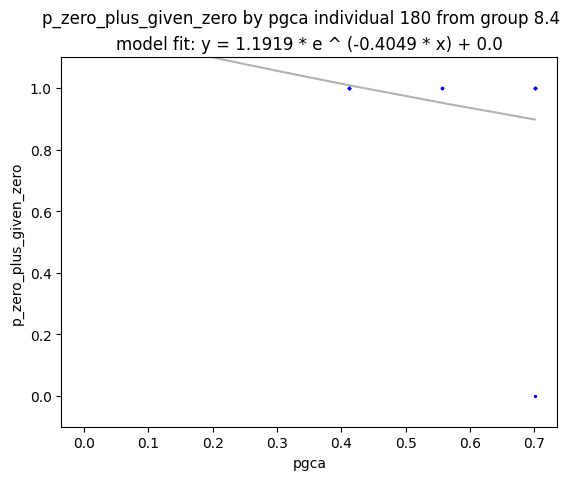 p_zero_plus_given_zero by pgca individual 180 from group 8.4
model fit: y = 1.1919 * e ^ (-0.4049 * x) + 0.0
p_zero_plus_given_zero
1.0
0.8
0.6
0.4
0.2
0.0
0.0 0.1 0.2 0.3 0.4 0.5 0.6 0.7
pgca